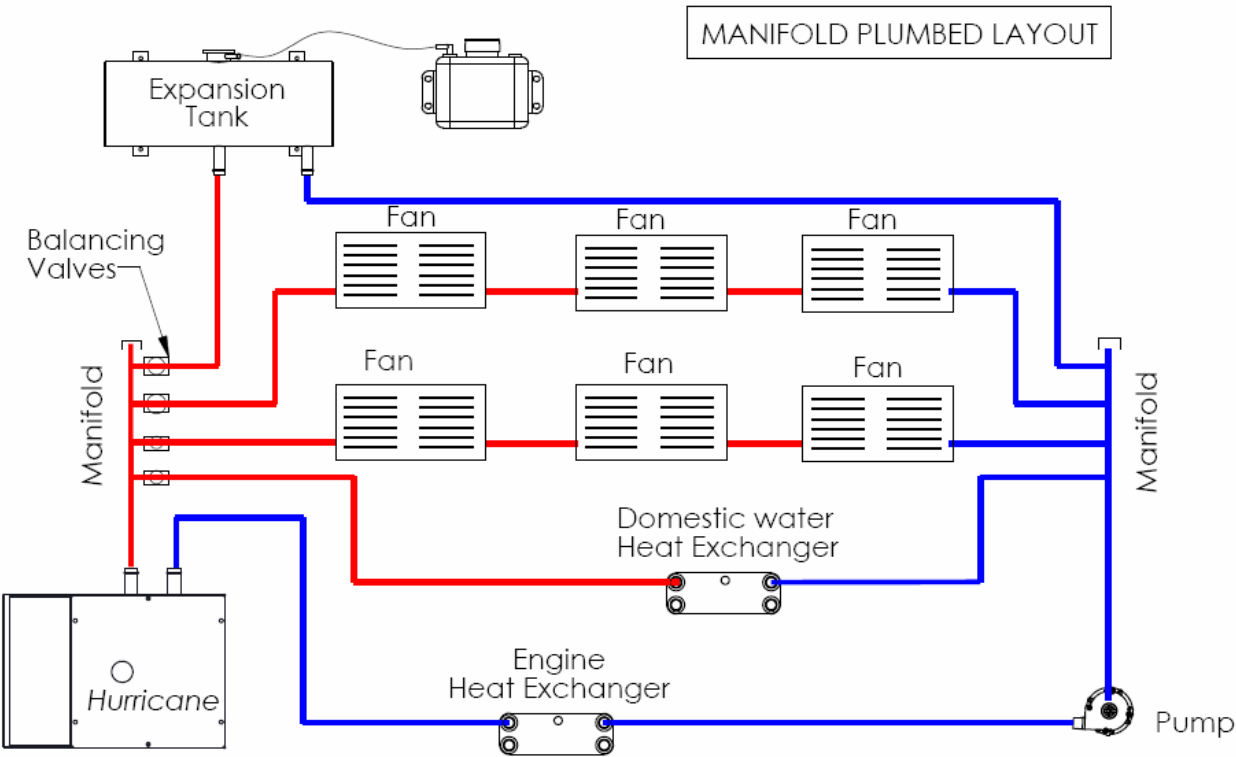 MANIFOLD PLUMBED LAYOUT
Expansion
Tank
Balancing
Valves
Fan
Fan
Fan
Fan
Fan
Fan
Manifold
Manifold
Domestic water
Heat Exchanger
Engine
Heat Exchanger
Hurricane
Pump